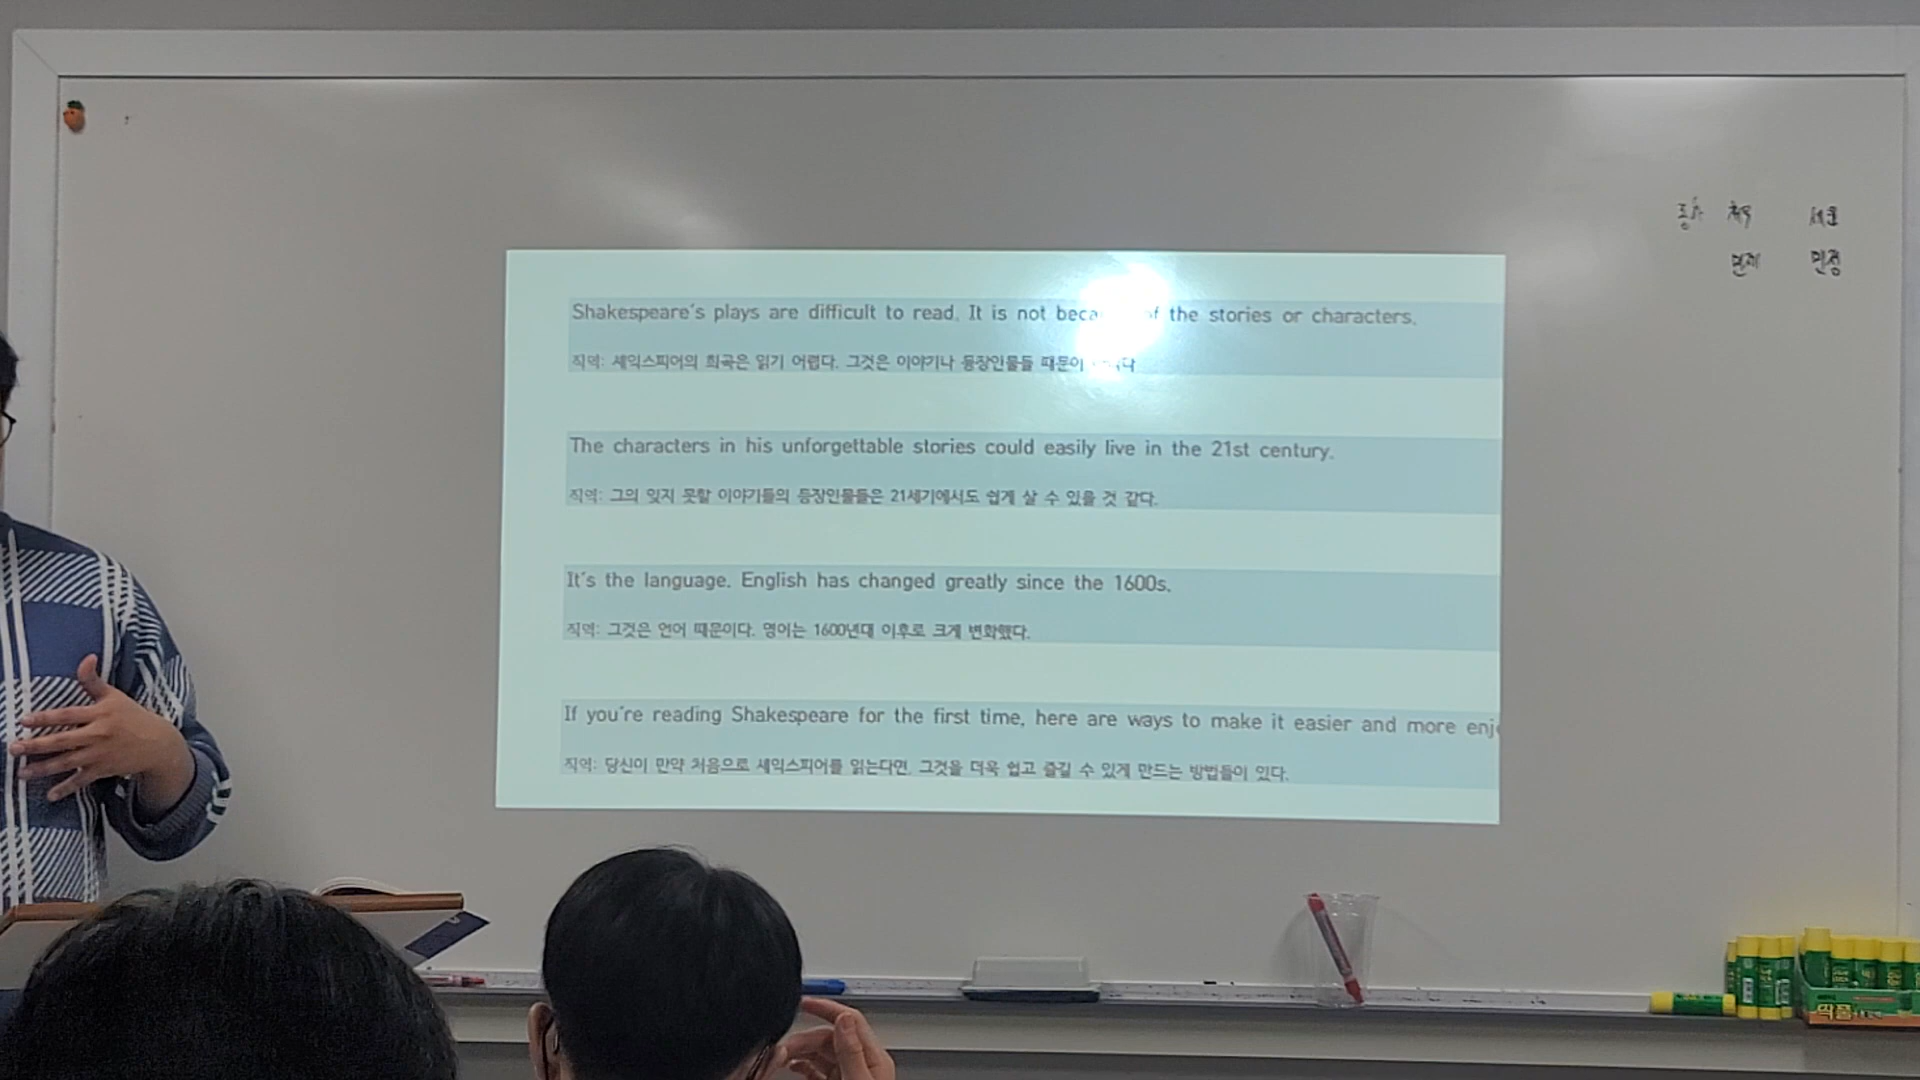 Shakespeare's plays are difficult to read. It is not of the stories or characters.
직역: 셰익스피어의 희곡은 읽기 어렵다. 그것은 이야기나 등장인물들 때문이
The characters in his unforgettable stories could easily live in the 21st century.
직역: 그의 잊지 못할 이야기들의 등장인물들은 21세기에서도 쉽게 살 수 있을 것 같다.
It's the language. English has changed greatly since the 1600s.
직역: 그것은 언어 때문이다. 영어는 1600년대 이후로 크게 변화했다.
If you're reading Shakespeare for the first time, here are ways to make it easier and more
직역: 당신이 만약 처음으로 셰익스피어를 읽는다면, 그것을 더욱 쉽고 즐길 수 있게 만드는 방법들이 있다.
딱풀